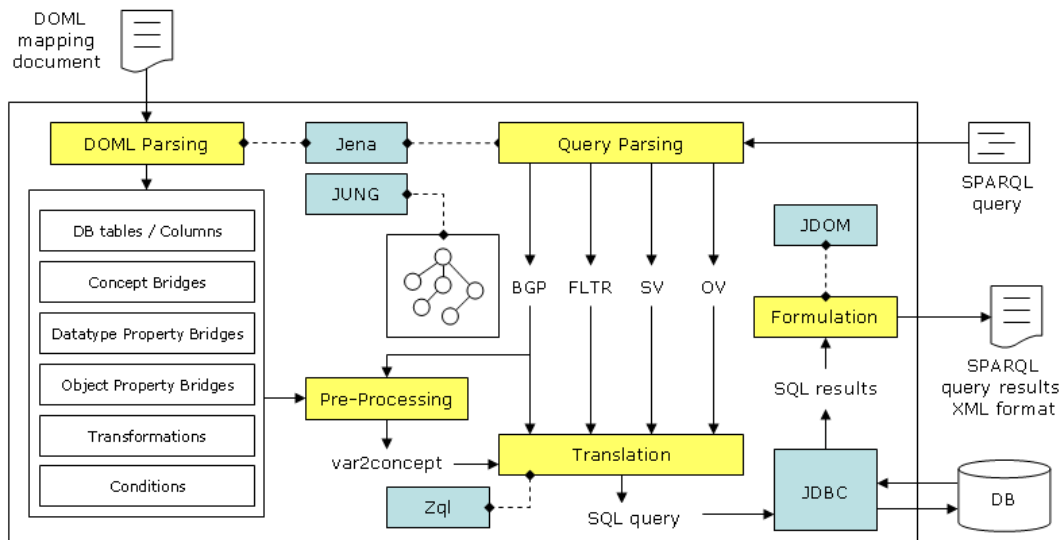 DOML
mapping
document
DOML Parsing
Jena
Query Parsing
JUNG
SPARQL
query
DB tables / Columns
Concept Bridges
Datatype Property Bridges
Object Property Bridges
Transformations
Conditions
JDOM
BGP
FLTR
SV
OV
Formulation
SPARQL
query results
XML format
Pre-Processing
SQL results
var2concept
Translation
Zql
SQL query
JDBC
DB